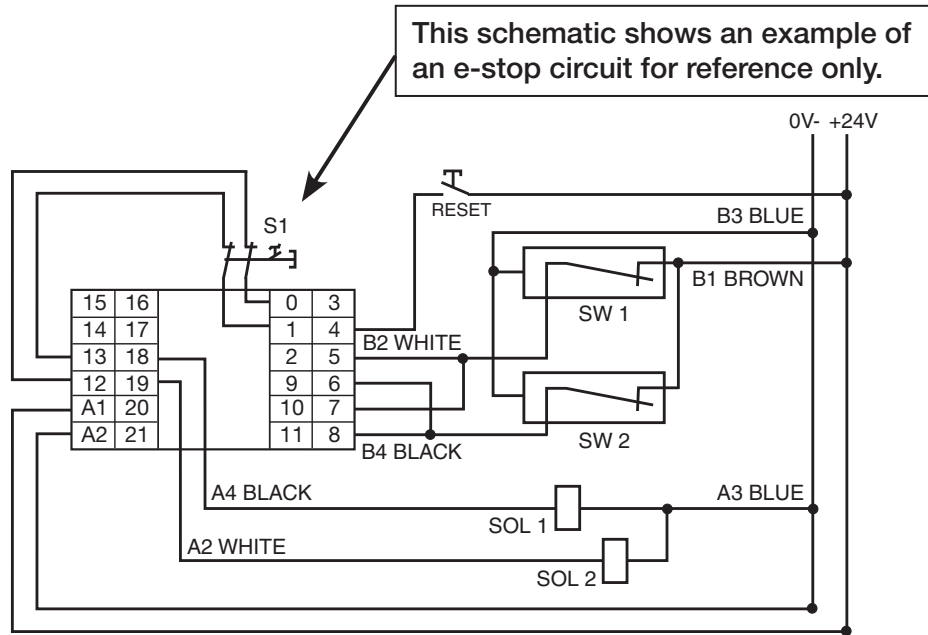 This schematic shows an example of
an e-stop circuit for reference only.
0V- +24V
RESET
B3 BLUE
S1
B1 BROWN
SW 1
15 16 0 3
14 17 1 4
B2 WHITE
13 18 2 5
12 19 9 6
A1 20 10 7
A2 21 11 8
SW 2
B4 BLACK
A4 BLACK
A3 BLUE
SOL 1
A2 WHITE
SOL 2